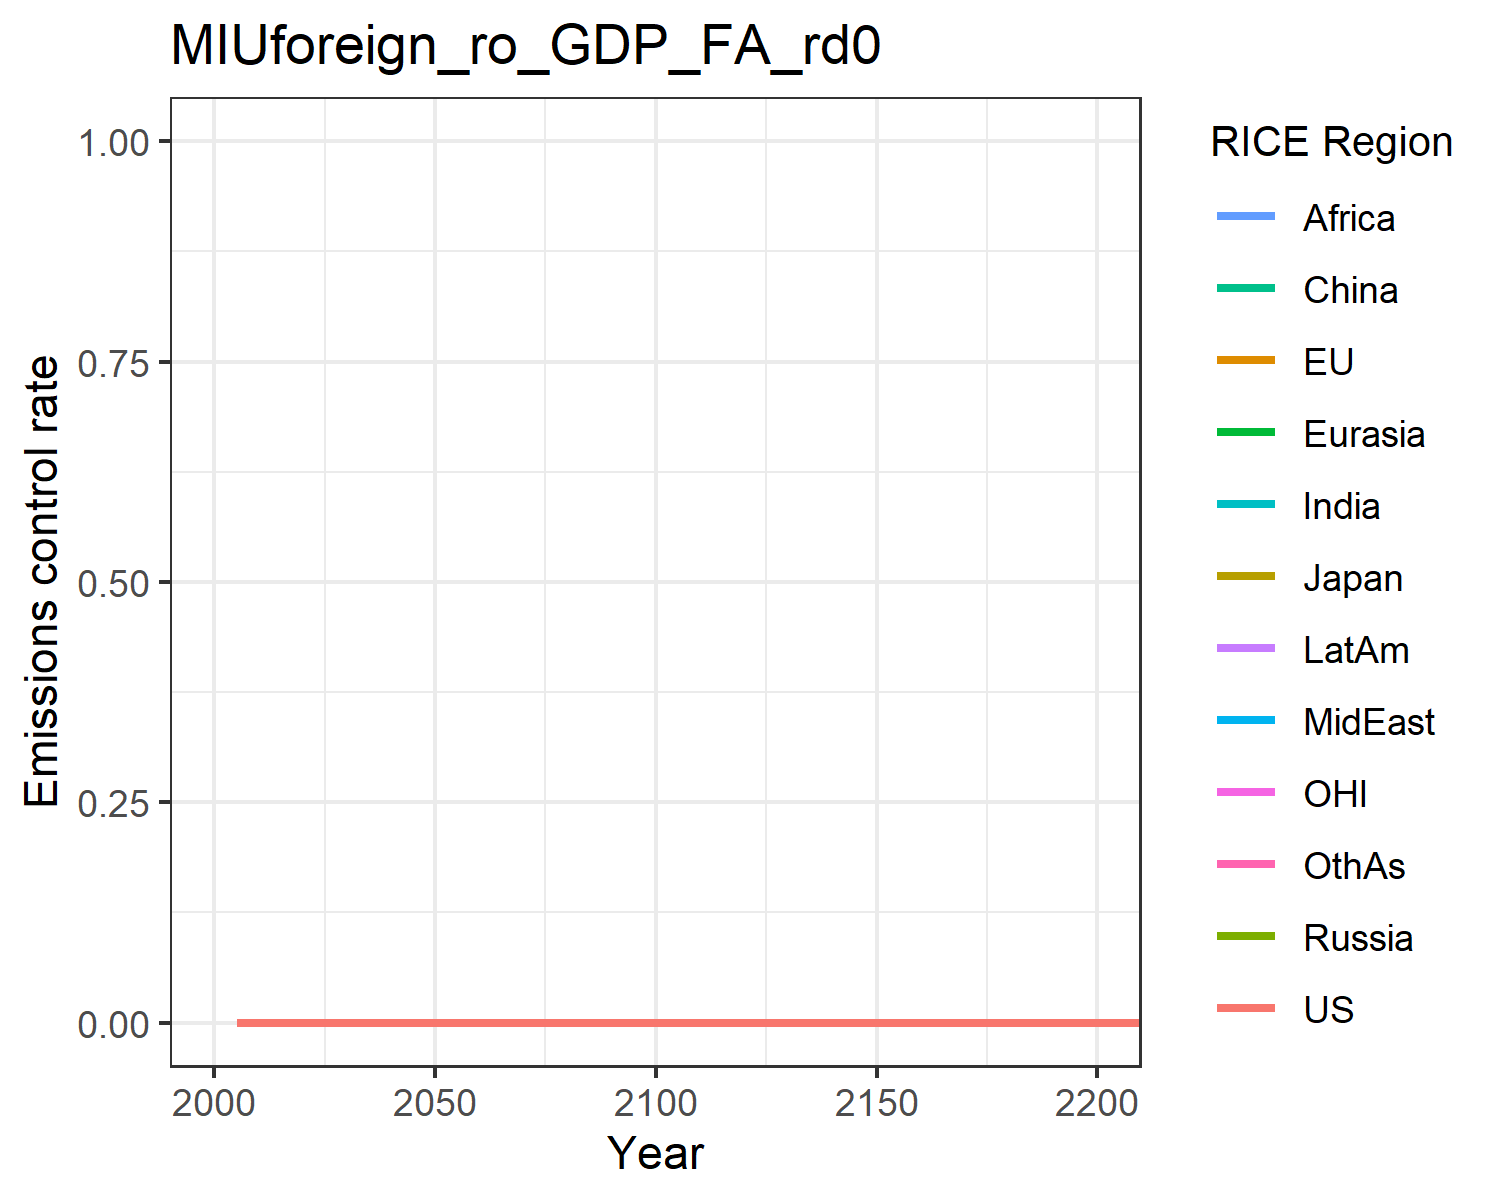 MIUforeign_ro_GDP_FA_rd0
Emissions control rate
1.00
0.75
0.50
0.25
0.00
2000 2050 2100 2150 2200
Year
RICE Region
Africa
China
EU
Eurasia
India
Japan
LatAm
MidEast
OHI
OthAs
Russia
US